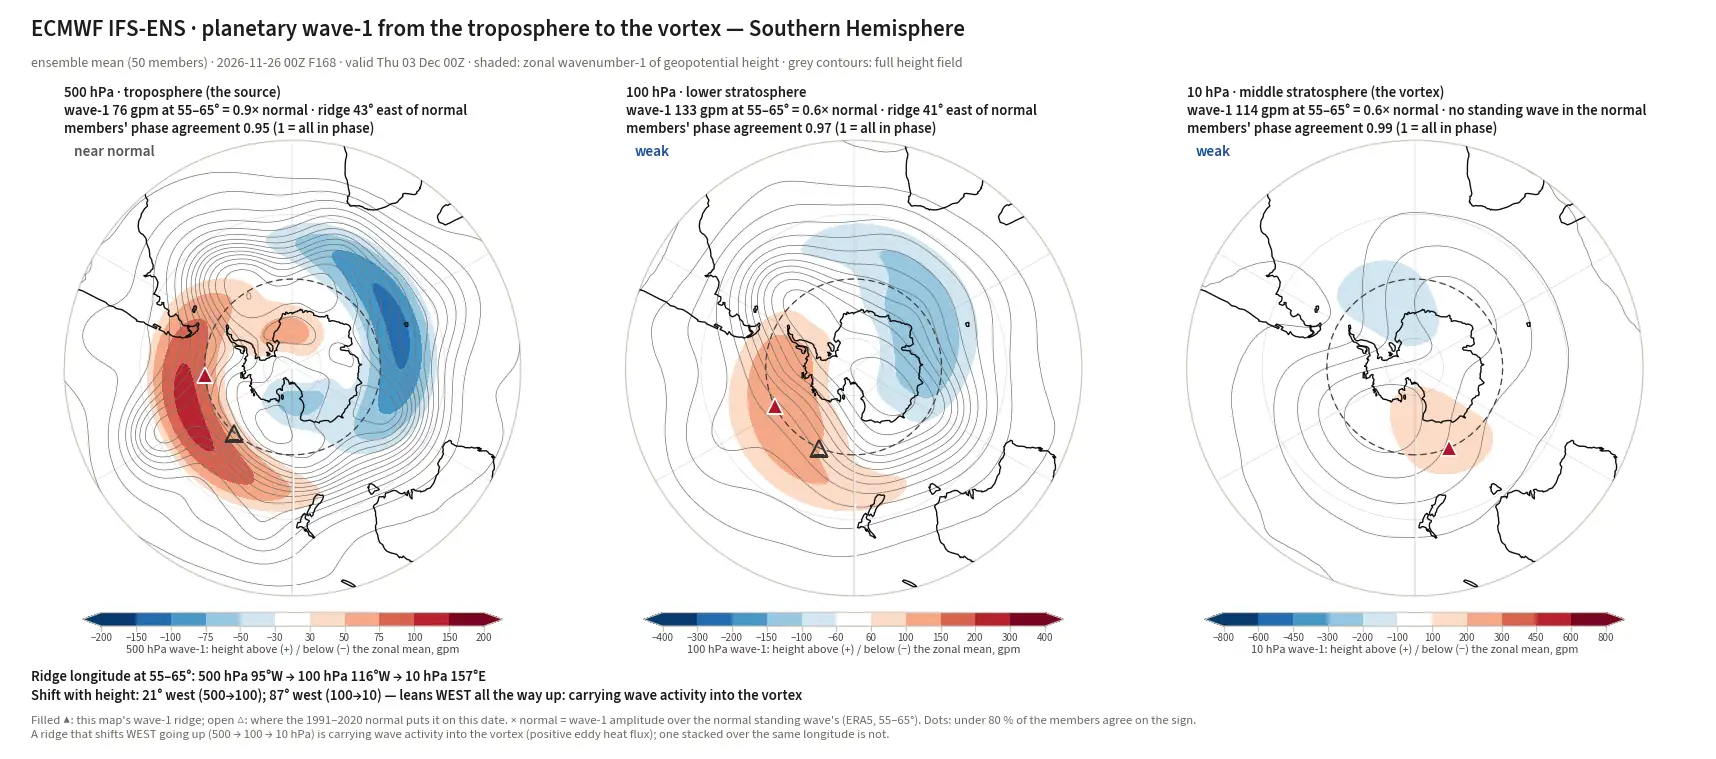 ECMWF IFS-ENS · planetary wave-1 from the troposphere to the vortex — Southern Hemisphere
ensemble mean (50 members) · 2026-11-26 00Z F168 · valid Thu 03 Dec 00Z · shaded: zonal wavenumber-1 of geopotential height · grey contours: full height field
500 hPa · troposphere (the source)
wave-1 76 gpm at 55–65° = 0.9× normal · ridge 43° east of normal
members' phase agreement 0.95 (1 = all in phase)
near normal
100 hPa · lower stratosphere
wave-1 133 gpm at 55–65° = 0.6× normal · ridge 41° east of normal
members' phase agreement 0.97 (1 = all in phase)
weak
10 hPa · middle stratosphere (the vortex)
wave-1 114 gpm at 55–65° = 0.6× normal · no standing wave in the normal
members' phase agreement 0.99 (1 = all in phase)
weak
−200 −150 −100 −75 −50 −30 30 50 75 100 150 200
500 hPa wave-1: height above (+) / below (−) the zonal mean, gpm
−400 −300 −200 −150 −100 −60 60 100 150 200 300 400
100 hPa wave-1: height above (+) / below (−) the zonal mean, gpm
−800 −600 −450 −300 −200 −100 100 200 300 450 600 800
10 hPa wave-1: height above (+) / below (−) the zonal mean, gpm
Ridge longitude at 55–65°: 500 hPa 95°W → 100 hPa 116°W → 10 hPa 157°E
Shift with height: 21° west (500→100); 87° west (100→10) — leans WEST all the way up: carrying wave activity into the vortex
Filled ▲: this map's wave-1 ridge; open △: where the 1991–2020 normal puts it on this date. × normal = wave-1 amplitude over the normal standing wave's (ERA5, 55–65°). Dots: under 80 % of the members agree on the sign.
A ridge that shifts WEST going up (500 → 100 → 10 hPa) is carrying wave activity into the vortex (positive eddy heat flux); one stacked over the same longitude is not.